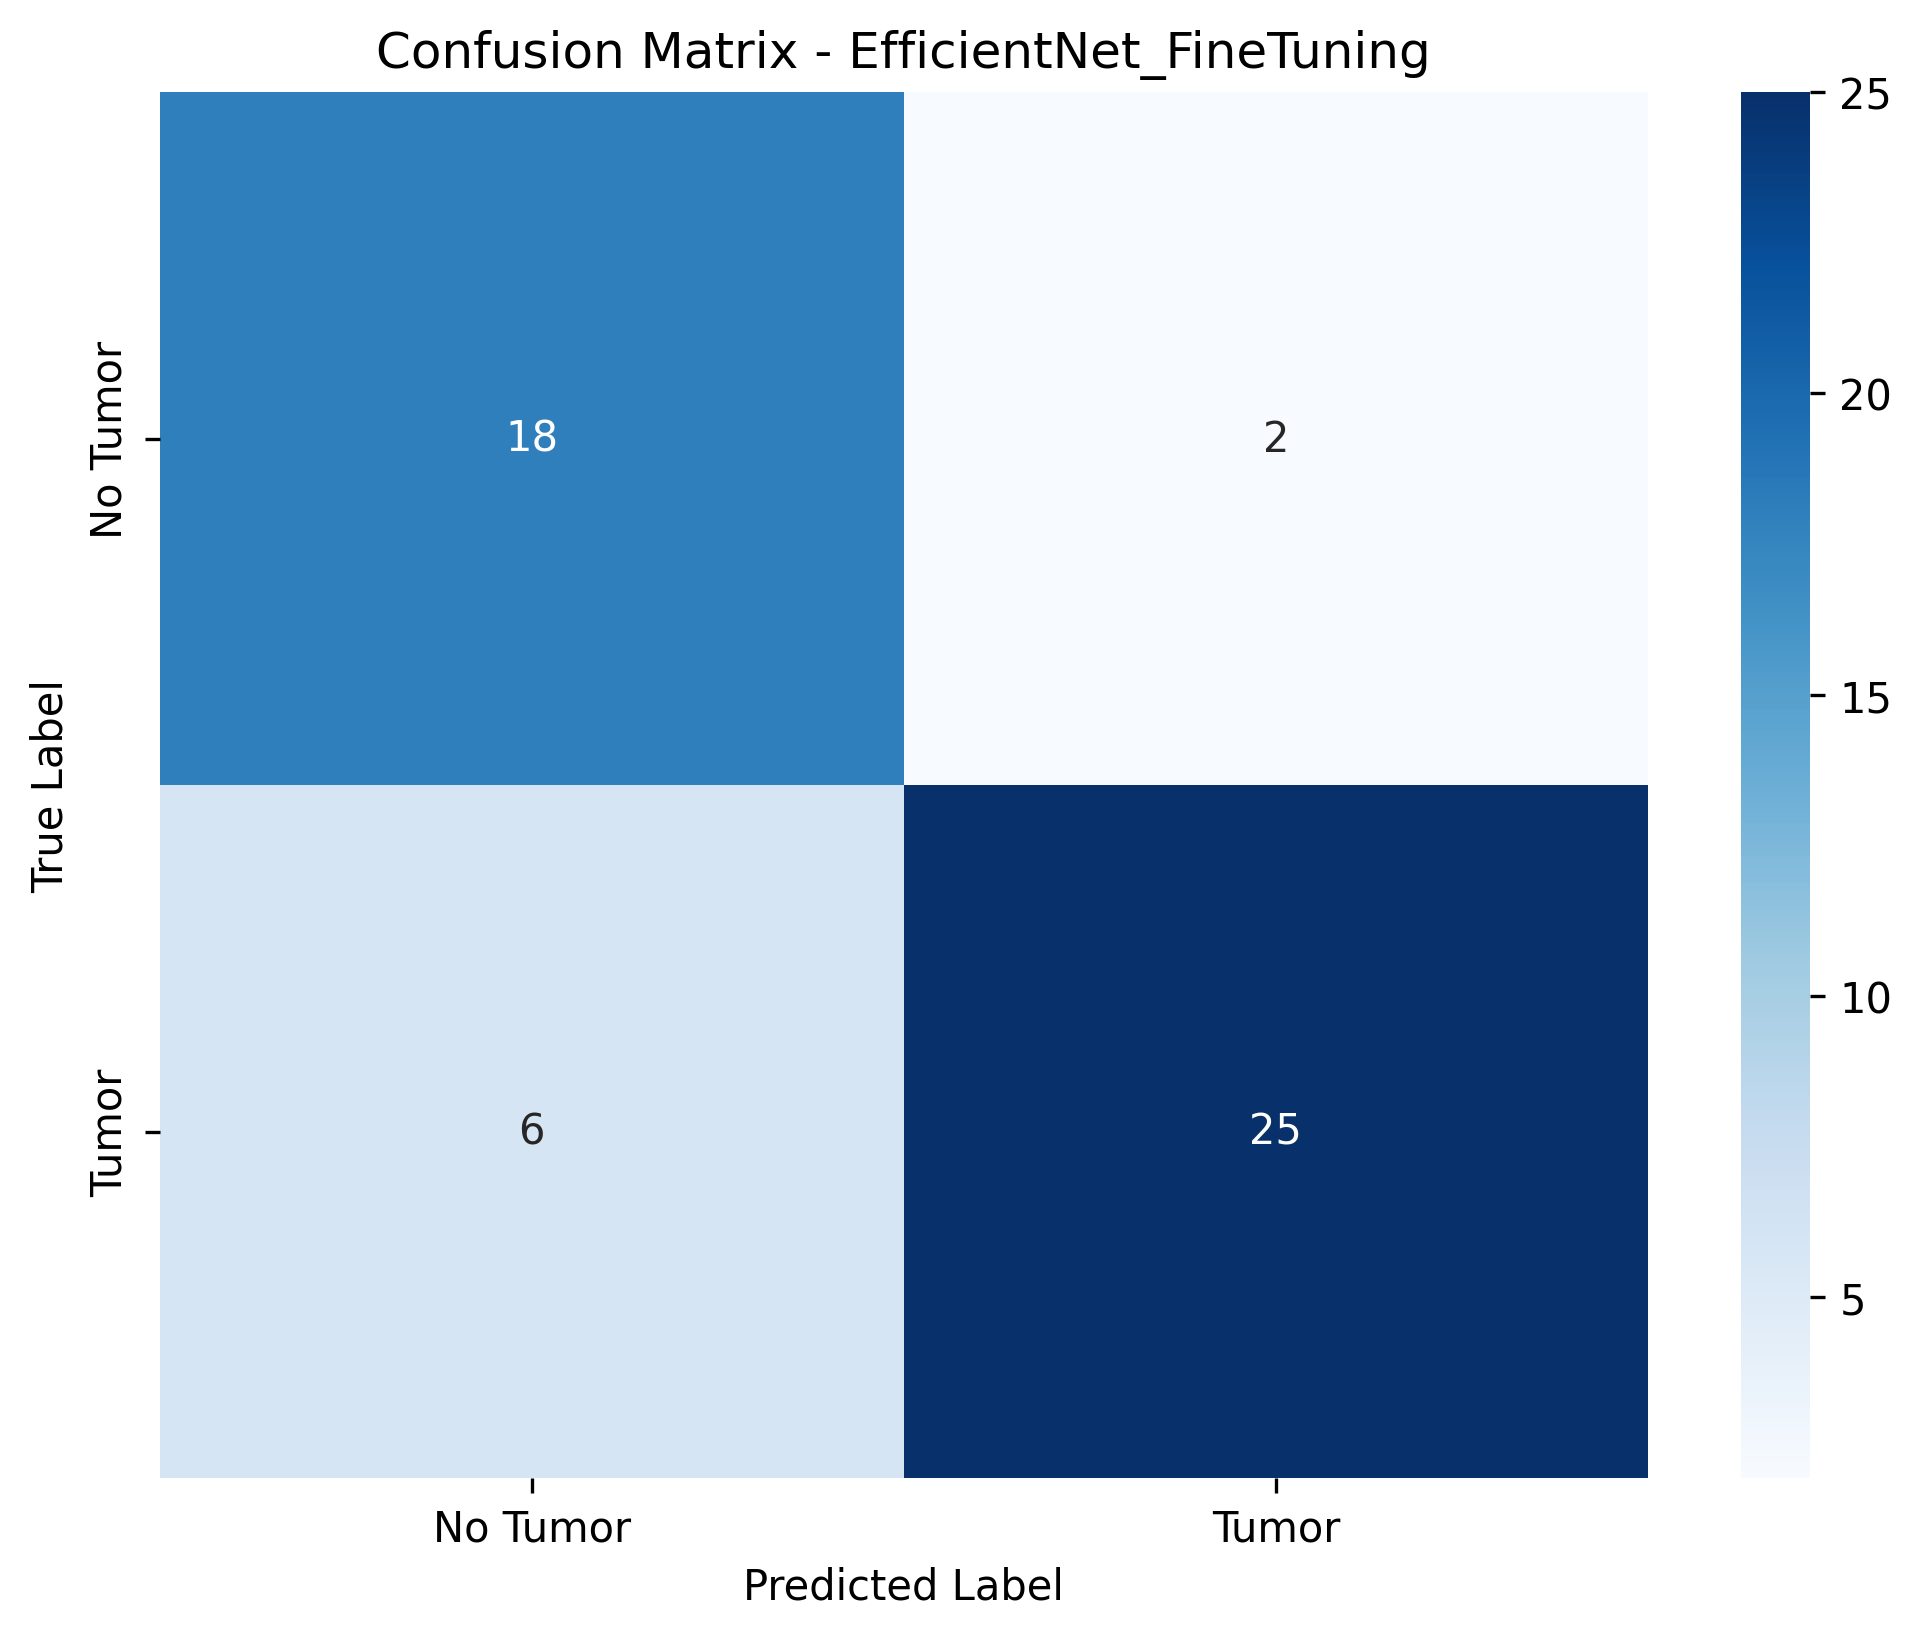 Confusion Matrix - EfficientNet_FineTuning
True Label
No Tumor
18
2
Tumor
6
25
No Tumor
Tumor
Predicted Label
25
20
15
10
5